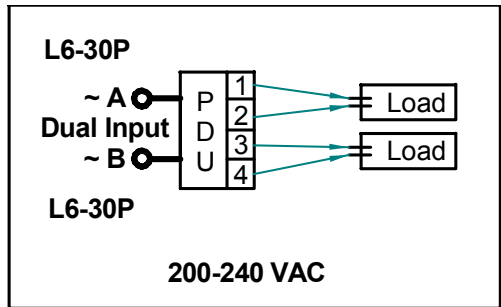 L6-30P
~ A
Dual Input
~ B
L6-30P
P
D
U
1
2
3
4
Load
Load
200-240 VAC